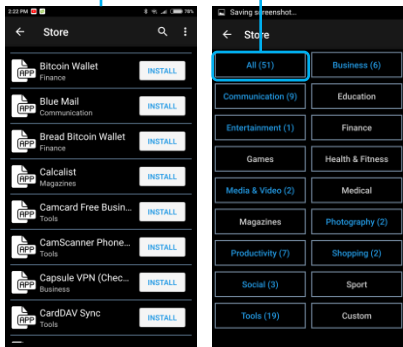 2:23 PM
78%
Store
Bitcoin Wallet
Finance
INSTALL
Blue Mail
Communication
INSTALL
Bread Bitcoin Wallet
Finance
INSTALL
Calcalist
Magazines
INSTALL
Camcard Free Busin...
Tools
INSTALL
CamScanner Phone...
Tools
INSTALL
Capsule VPN (Chec...
Business
INSTALL
CardDAV Sync
Tools
INSTALL
APP
APP
APP
APP
APP
APP
APP
APP
Saving screenshot...
Store
All (51)
Business (6)
Communication (9)
Education
Entertainment (1)
Finance
Games
Health & Fitness
Media & Video (2)
Medical
Magazines
Photography (2)
Productivity (7)
Shopping (2)
Social (3)
Sport
Tools (19)
Custom